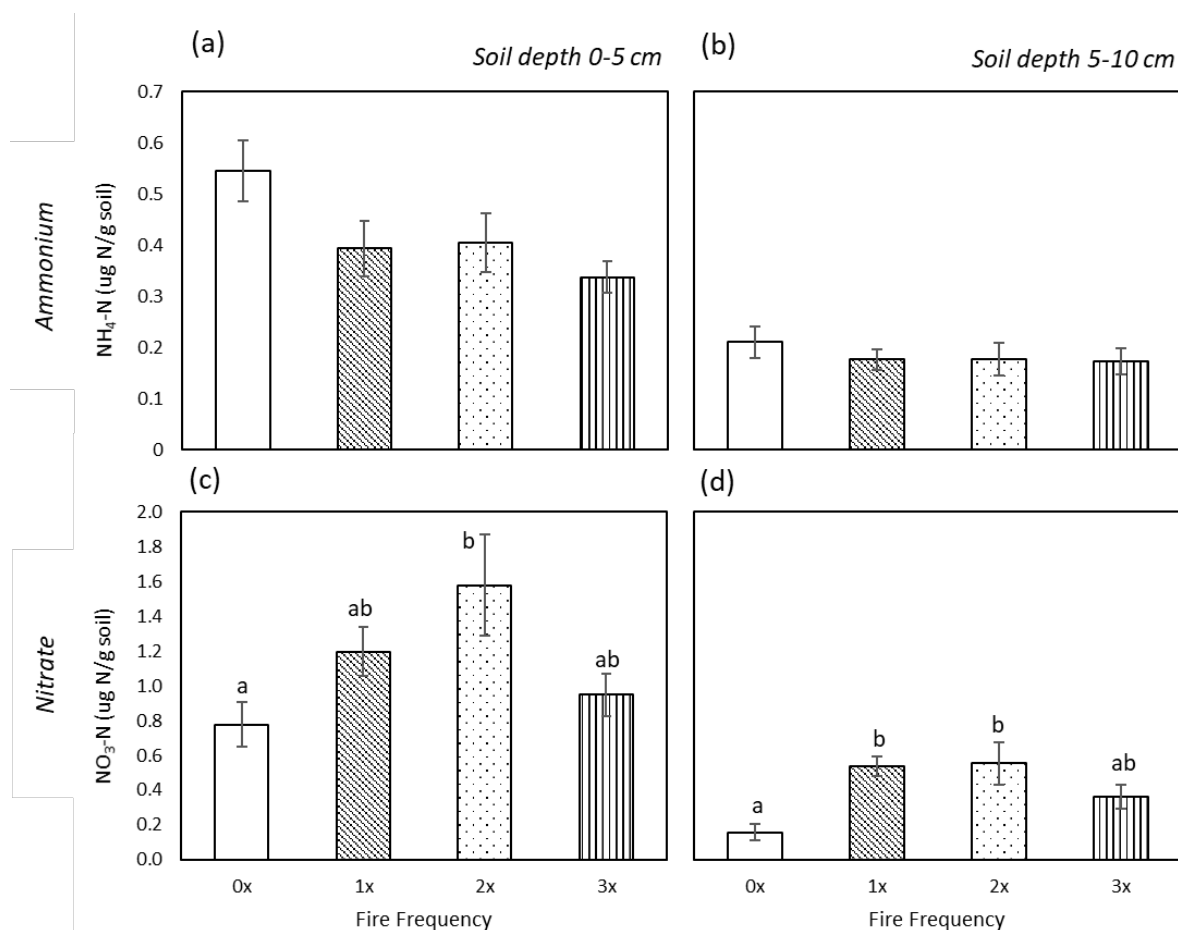 (a)
Soil depth 0-5 cm
(b)
Soil depth 5-10 cm
Ammonium
NH₄-N (ug N/g soil)
0.7
0.6
0.5
0.4
0.3
0.2
0.1
0
(c)
(d)
Nitrate
NO₃-N (ug N/g soil)
2.0
1.8
1.6
1.4
1.2
1.0
0.8
0.6
0.4
0.2
0.0
a
ab
b
ab
a
b
b
ab
0x
1x
2x
3x
0x
1x
2x
3x
Fire Frequency
Fire Frequency